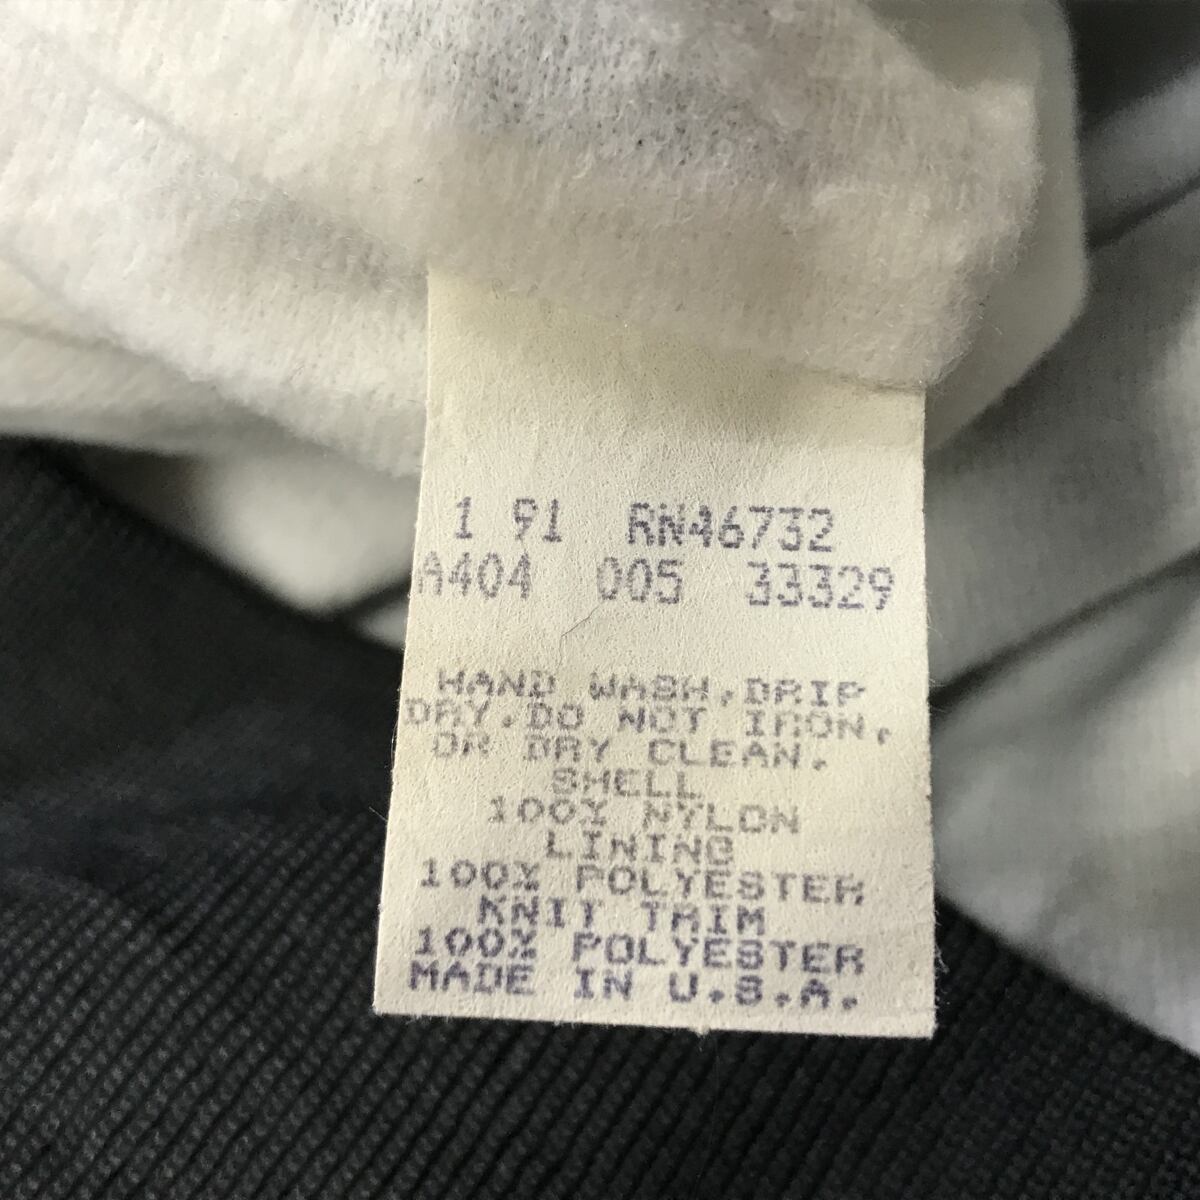 1 91 RN46732
A404 005 33329
HAND WASH,DRIP
DRY.DO NOT IRON,
OR DRY CLEAN.
SHELL
100% NYLON
LINING
100% POLYESTER
KNIT TRIM
100% POLYESTER
MADE IN U.S.A.